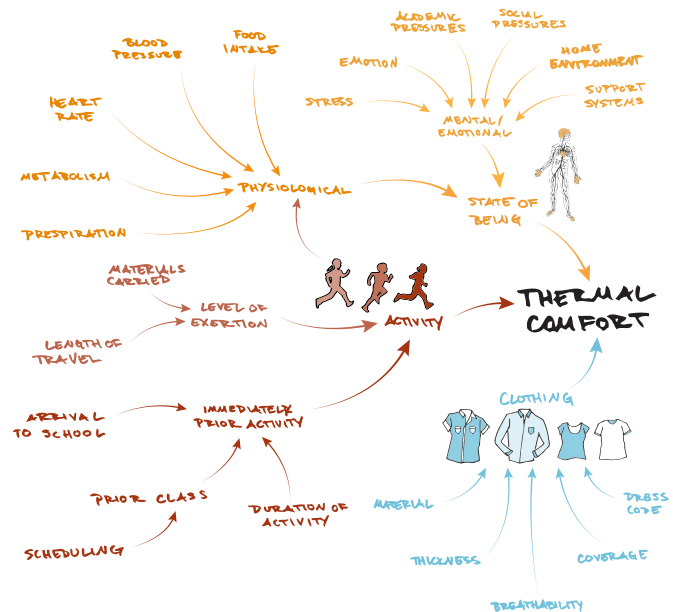 ACADEMIC
PRESSURES
SOCIAL
PRESSURES
FOOD
INTAKE
BLOOD
PRESSURE
EMOTION
HOME
ENVIRONMENT
HEART
RATE
STRESS
SUPPORT
SYSTEMS
MENTAL/
EMOTIONAL
METABOLISM
PHYSIOLOGICAL
STATE OF
BEING
PRESPIRATION
MATERIALS
CARRIED
LEVEL OF
EXERTION
ACTIVITY
THERMAL
COMFORT
LENGTH OF
TRAVEL
CLOTHING
ARRIVAL
TO SCHOOL
IMMEDIATELY
PRIOR ACTIVITY
PRIOR CLASS
DURATION OF
ACTIVITY
MATERIAL
DRESS
CODE
SCHEDULING
THICKNESS
COVERAGE
BREATHABILITY